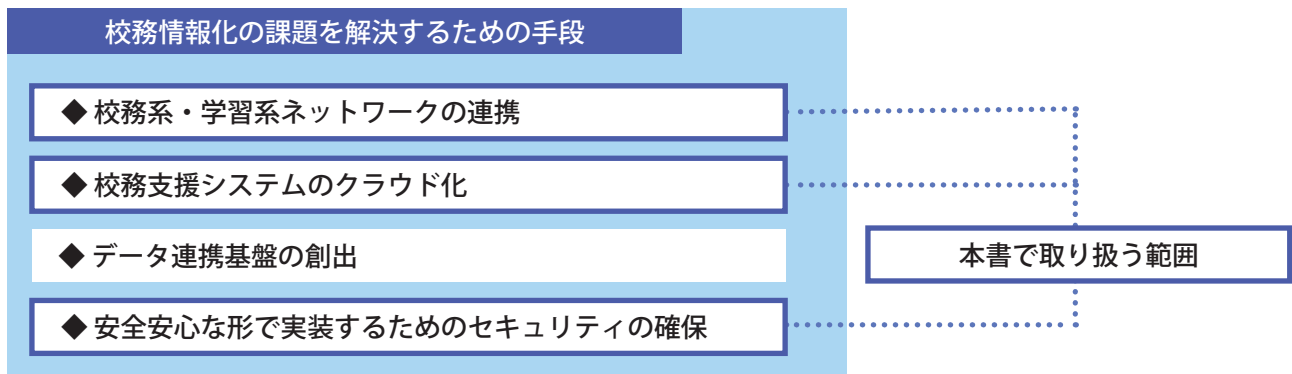 校務情報化の課題を解決するための手段
◆ 校務系・学習系ネットワークの連携
◆ 校務支援システムのクラウド化
◆ データ連携基盤の創出
本書で取り扱う範囲
◆ 安全安心な形で実装するためのセキュリティの確保